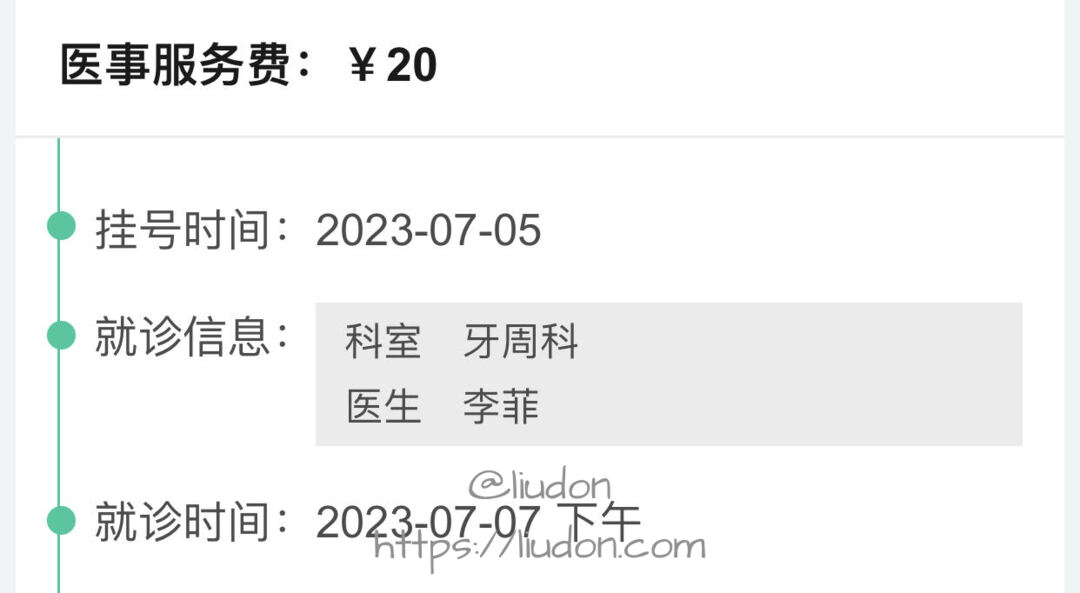 医事服务费：￥20
挂号时间：2023-07-05
就诊信息：
科室 牙周科
医生 李菲
@liudon
就诊时间：2023-07-07 下午
https://liudon.com